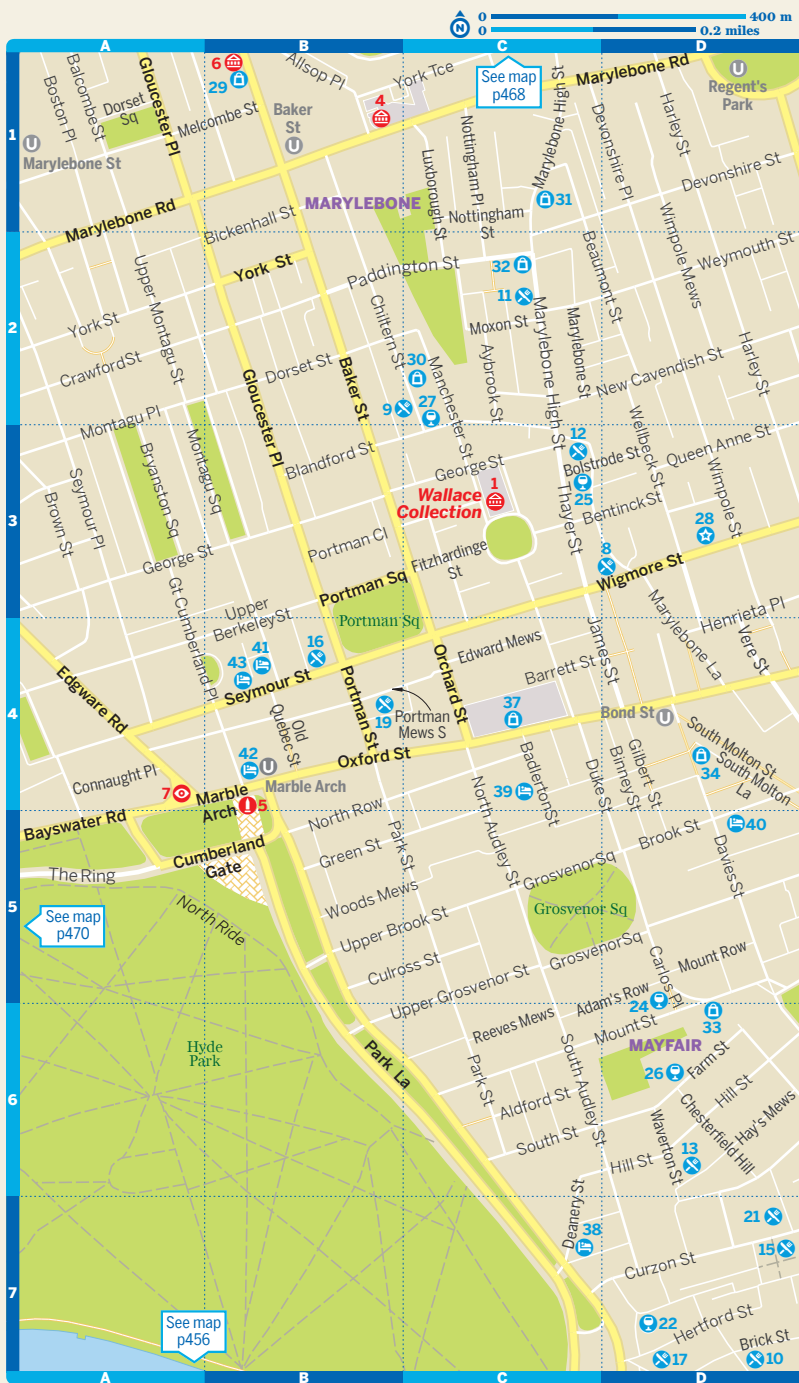 0 400 m
N
0 0.2 miles
A
B
C
D
1
2
3
4
5
6
7
Balcombe St
Boston Pl
Dorset
Sq
Gloucester Pl
6
29
Melcombe St
Allsop Pl
Baker
St
U
4
York Tce
See map
p468
Marylebone Rd
U
Regent's
Park
U
Marylebone St
Marylebone High St
Devonshire Pl
Harley St
Devonshire St
Nottingham Pl
Luxborough St
MARYLEBONE
Nottingham
St
31
Marylebone Rd
Bickenhall St
York St
Paddington St
32
11
Wimpole Mews
Weymouth St
Beaumont St
Upper Montagu St
York St
Crawford St
Chiltern St
Moxon St
Marylebone High St
Marylebone St
Harley St
Dorset St
30
Baker St
Manchester St
Aybrook St
New Cavendish St
Gloucester Pl
9
27
Montagu Pl
Montagu Sq
Bryanston Sq
Seymour Pl
Brown St
Blandford St
George St
12
Bolstrode St
25
Wellbeck St
Queen Anne St
Wimpole St
1
Wallace
Collection
Bentinck St
28
Thayer St
8
George St
Portman Cl
Fitzhardinge
St
Wigmore St
Portman Sq
Gt Cumberland Pl
Upper
Berkeley St
Portman Sq
Marylebone La
Henrieta Pl
Vere St
16
41
43
Edward Mews
James St
Barrett St
Edgware Rd
Seymour St
Portman St
19
Portman
Mews S
Orchard St
37
Bond St
U
Old
Quebec St
Oxford St
South Molton St
34
South Molton
La
Gilbert St
Binney St
Duke St
42
U
Marble Arch
Connaught Pl
7
Marble
Arch
5
39
Badlerton St
North Audley St
North Row
Park St
Green St
Bayswater Rd
40
Brook St
Davies St
Cumberland
Gate
The Ring
North Ride
Woods Mews
Grosvenor Sq
Grosvenor Sq
See map
p470
Upper Brook St
Culross St
Grosvenor Sq
Mount Row
Carlos Pl
Upper Grosvenor St
Adam's Row
24
33
Reeves Mews
Mount St
MAYFAIR
Hyde
Park
Park La
Park St
South Audley St
26
Farm St
Hill St
Aldford St
Chesterfield Hill
Hay's Mews
South St
Waverton St
13
Hill St
Deanery St
38
21
15
Curzon St
See map
p456
22
Hertford St
Brick St
17
10
A
B
C
D